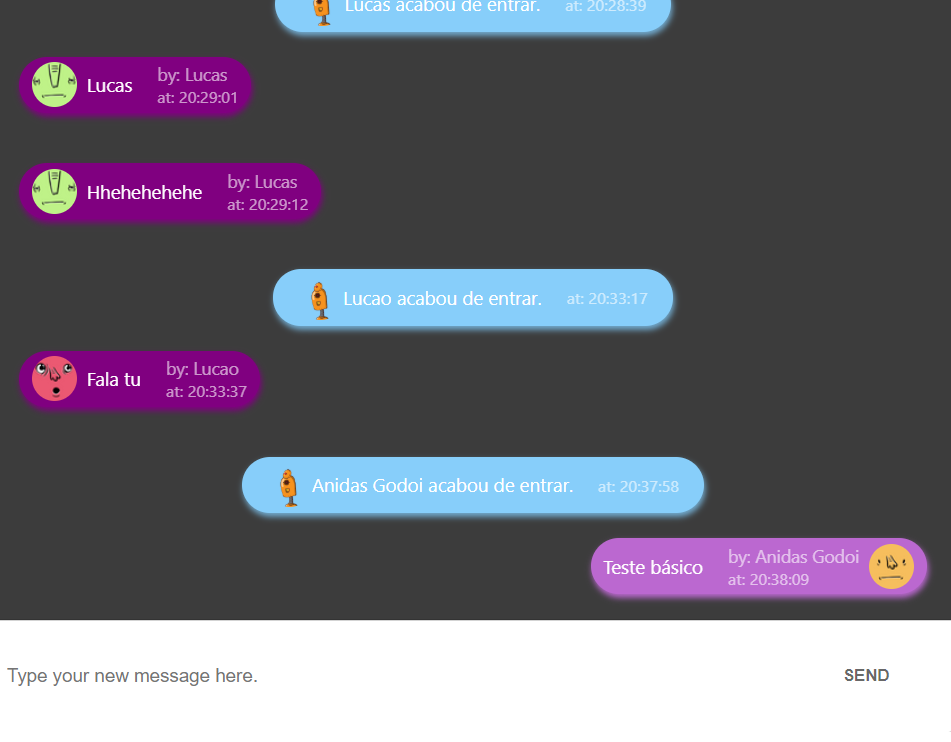 Lucas acabou de entrar. at: 20:28:39
Lucas by: Lucas
at: 20:29:01
Hhehehehehe by: Lucas
at: 20:29:12
Lucao acabou de entrar. at: 20:33:17
Fala tu by: Lucao
at: 20:33:37
Anidas Godoi acabou de entrar. at: 20:37:58
Teste básico by: Anidas Godoi
at: 20:38:09
Type your new message here. SEND